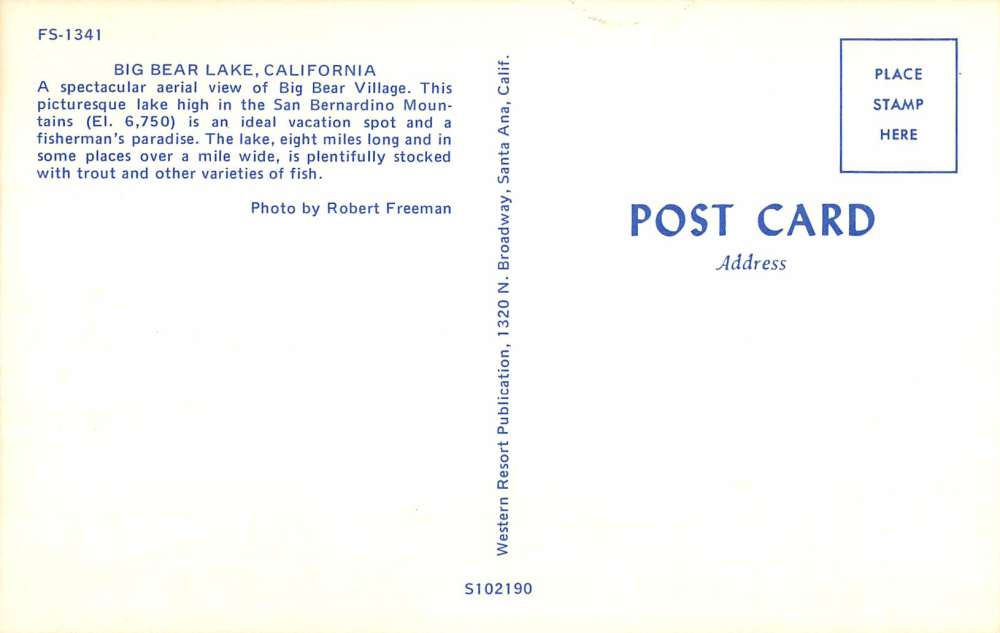 FS-1341
BIG BEAR LAKE, CALIFORNIA
A spectacular aerial view of Big Bear Village. This
picturesque lake high in the San Bernardino Moun-
tains (El. 6,750) is an ideal vacation spot and a
fisherman's paradise. The lake, eight miles long and in
some places over a mile wide, is plentifully stocked
with trout and other varieties of fish.
Photo by Robert Freeman
Western Resort Publication, 1320 N. Broadway, Santa Ana, Calif.
S102190
PLACE
STAMP
HERE
POST CARD
Address